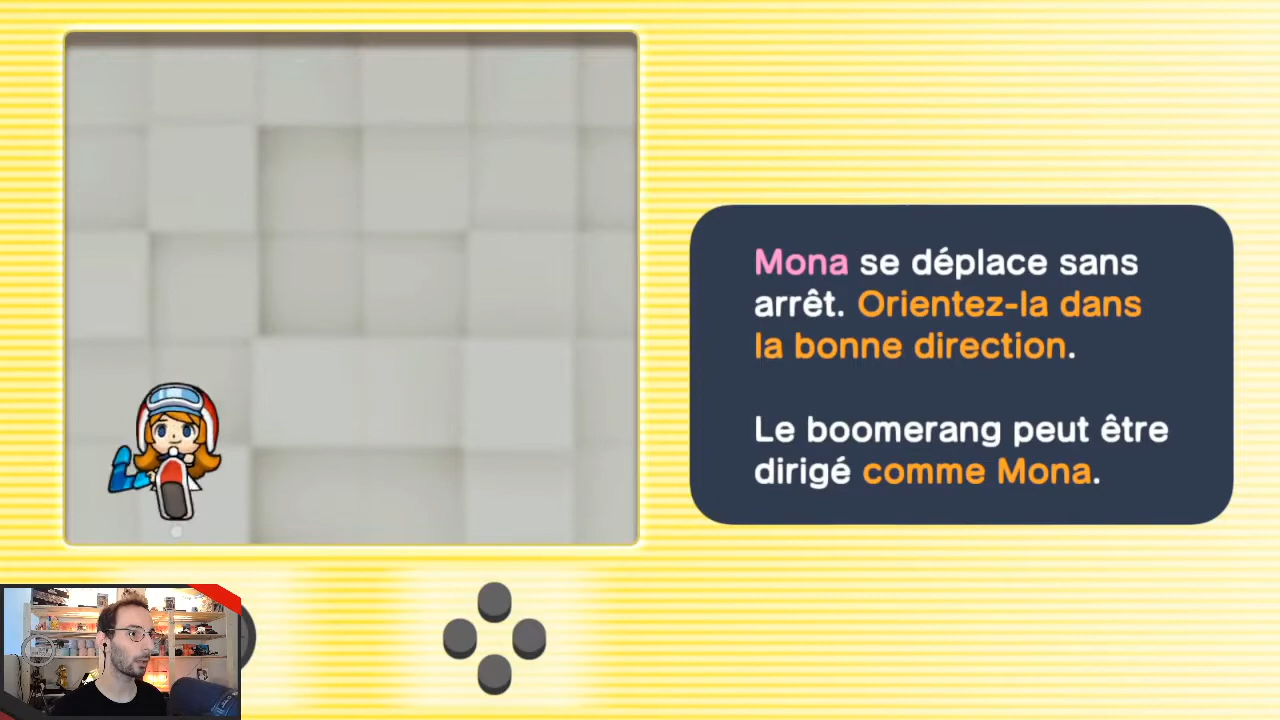 Mona se déplace sans
arrêt. Orientez-la dans
la bonne direction.
Le boomerang peut être
dirigé comme Mona.